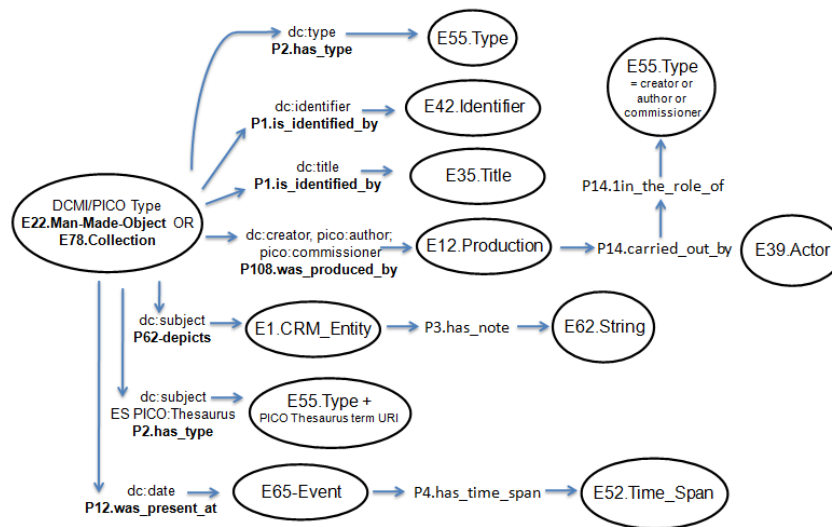 dc:type
P2.has_type
E55.Type
E55.Type
= creator or
author or
commissioner
dc:identifier
P1.is_identified_by
E42.Identifier
dc:title
P1.is_identified_by
E35.Title
P14.1in_the_role_of
DCMI/PICO Type
E22.Man-Made-Object OR
E78.Collection
dc:creator, pico:author;
pico:commissioner
P108.was_produced_by
E12.Production
P14.carried_out_by
E39.Actor
dc:subject
P62-depicts
E1.CRM_Entity
P3.has_note
E62.String
dc:subject
ES PICO:Thesaurus
P2.has_type
E55.Type +
PICO Thesaurus term URI
dc:date
P12.was_present_at
E65-Event
P4.has_time_span
E52.Time_Span